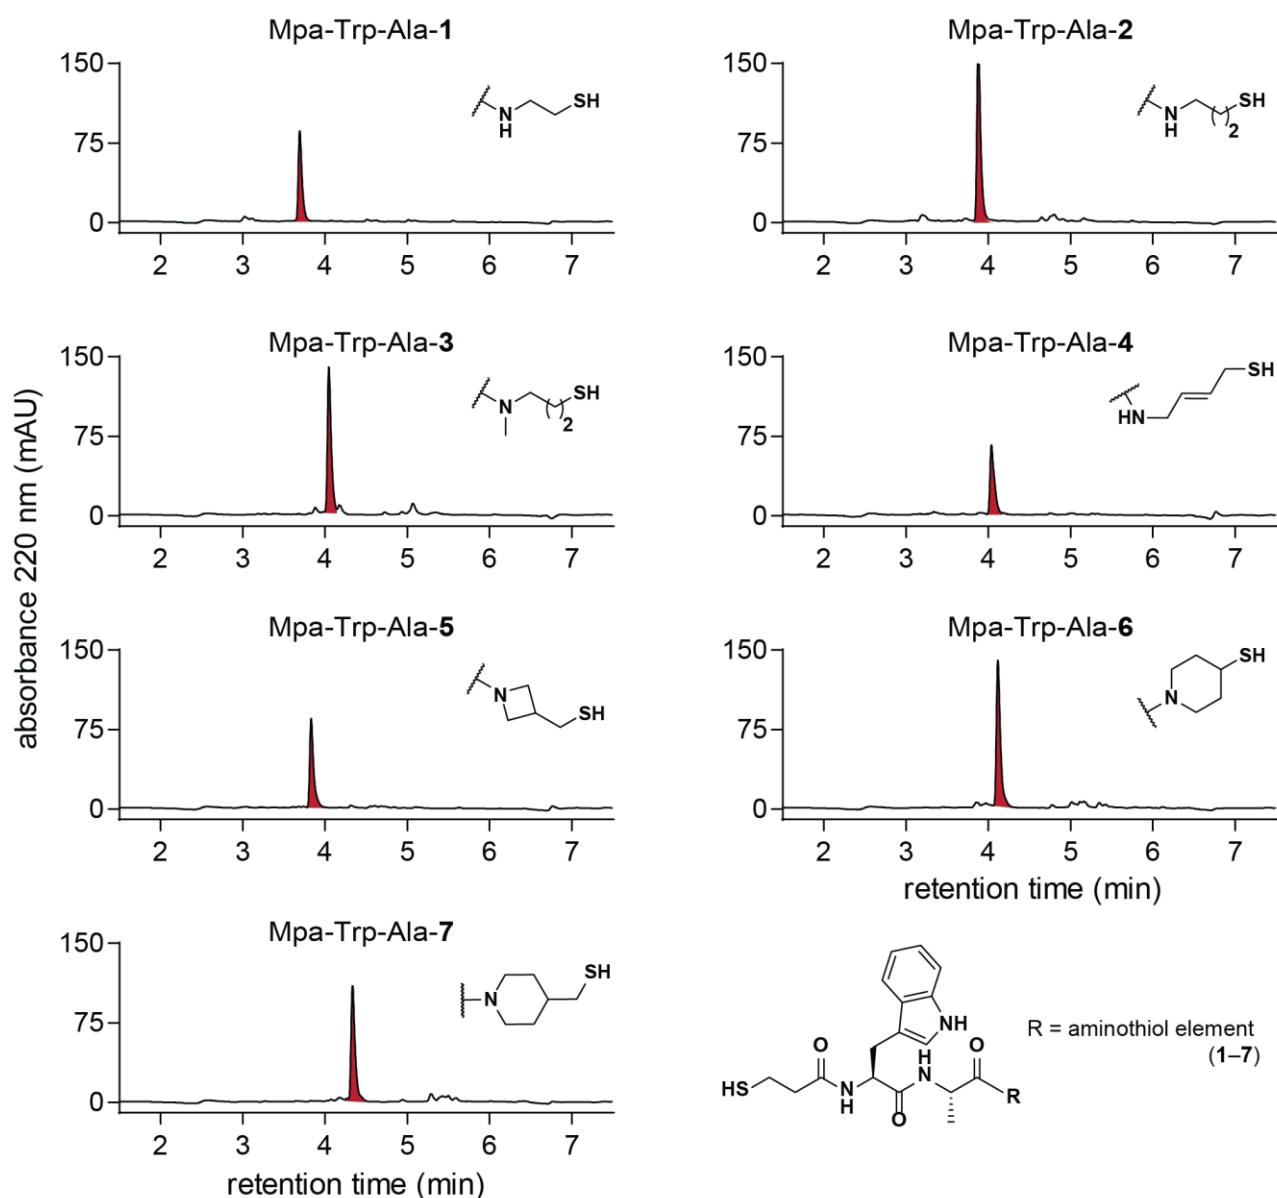 Mpa-Trp-Ala-1
150
75
0
2 3 4 5 6 7
N
H
SH
Mpa-Trp-Ala-2
150
75
0
2 3 4 5 6 7
N
H
2
SH
Mpa-Trp-Ala-3
150
75
0
2 3 4 5 6 7
N
2
SH
Mpa-Trp-Ala-4
150
75
0
2 3 4 5 6 7
HN
SH
absorbance 220 nm (mAU)
Mpa-Trp-Ala-5
150
75
0
2 3 4 5 6 7
N
SH
Mpa-Trp-Ala-6
150
75
0
2 3 4 5 6 7
SH
N
retention time (min)
Mpa-Trp-Ala-7
150
75
0
2 3 4 5 6 7
SH
N
retention time (min)
NH
O
H
N
O
HS
N
H
O
R
R = aminothiol element
(1–7)